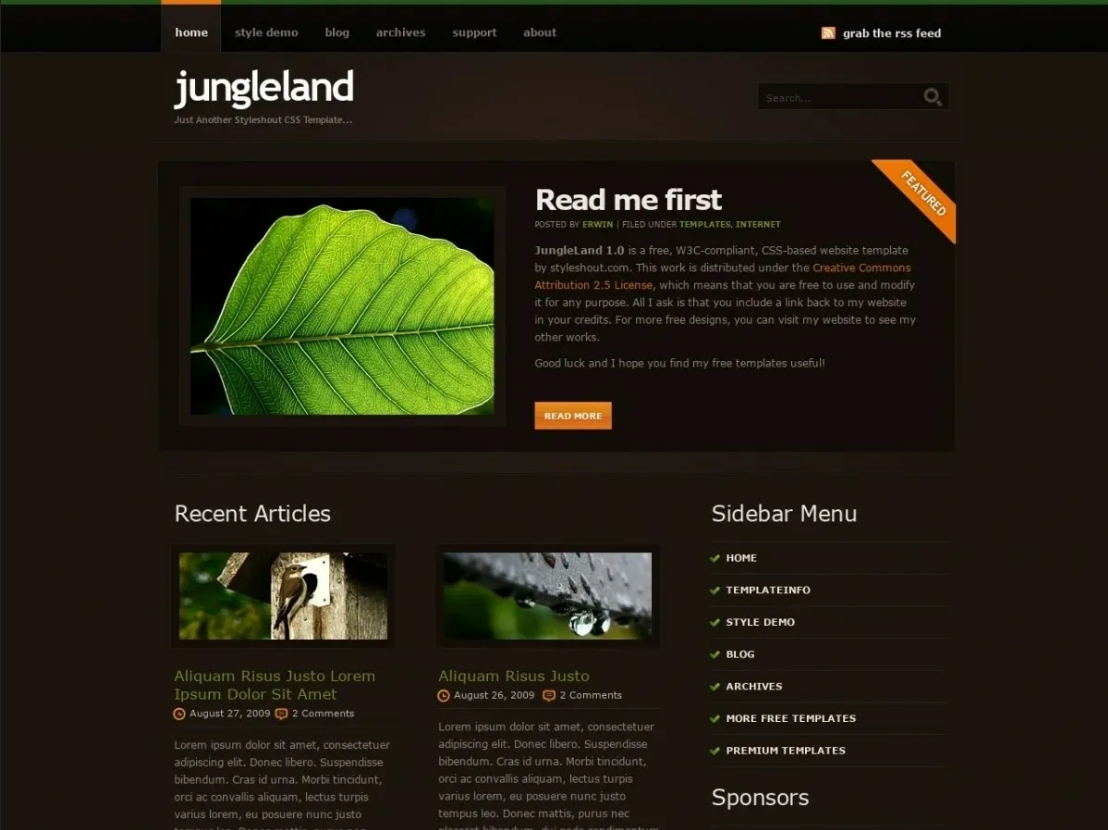 home style demo blog archives support about grab the rss feed
jungleland
Just Another Styleshout CSS Template...
Search...
FEATURED
Read me first
POSTED BY ERWIN | FILED UNDER TEMPLATES, INTERNET
JungleLand 1.0 is a free, W3C-compliant, CSS-based website template
by styleshout.com. This work is distributed under the Creative Commons
Attribution 2.5 License, which means that you are free to use and modify
it for any purpose. All I ask is that you include a link back to my website
in your credits. For more free designs, you can visit my website to see my
other works.
Good luck and I hope you find my free templates useful!
READ MORE
Recent Articles
Aliquam Risus Justo Lorem
Ipsum Dolor Sit Amet
August 27, 2009 2 Comments
Lorem ipsum dolor sit amet, consectetuer
adipiscing elit. Donec libero. Suspendisse
bibendum. Cras id urna. Morbi tincidunt,
orci ac convallis aliquam, lectus turpis
varius lorem, eu posuere nunc justo
Aliquam Risus Justo
August 26, 2009 2 Comments
Lorem ipsum dolor sit amet, consectetuer
adipiscing elit. Donec libero. Suspendisse
bibendum. Cras id urna. Morbi tincidunt,
orci ac convallis aliquam, lectus turpis
varius lorem, eu posuere nunc justo
tempus leo. Donec mattis, purus nec
Sidebar Menu
HOME
TEMPLATEINFO
STYLE DEMO
BLOG
ARCHIVES
MORE FREE TEMPLATES
PREMIUM TEMPLATES
Sponsors